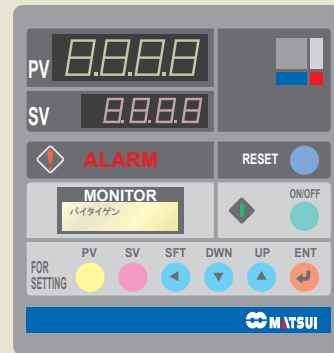 PV 8.8.8.8
SV 8.8.8.8
ALARM RESET
MONITOR ON/OFF
バイタイゲン
PV SV SFT DWN UP ENT
FOR
SETTING
MATSUI